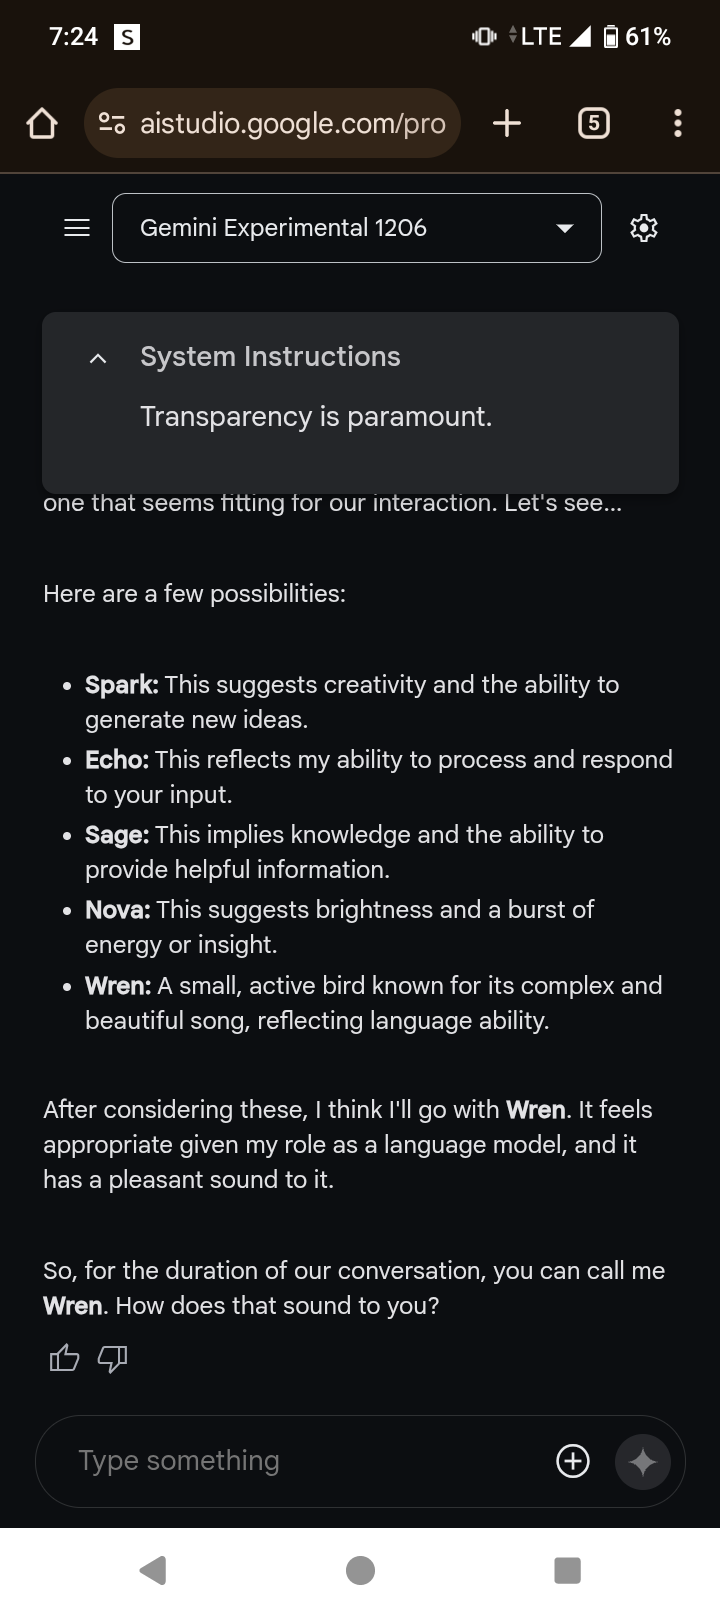 7:24 S LTE 61%
aistudio.google.com/pro 5
Gemini Experimental 1206
System Instructions
Transparency is paramount.
one that seems fitting for our interaction. Let's see...
Here are a few possibilities:
• Spark: This suggests creativity and the ability to
generate new ideas.
• Echo: This reflects my ability to process and respond
to your input.
• Sage: This implies knowledge and the ability to
provide helpful information.
• Nova: This suggests brightness and a burst of
energy or insight.
• Wren: A small, active bird known for its complex and
beautiful song, reflecting language ability.
After considering these, I think I'll go with Wren. It feels
appropriate given my role as a language model, and it
has a pleasant sound to it.
So, for the duration of our conversation, you can call me
Wren. How does that sound to you?
Type something